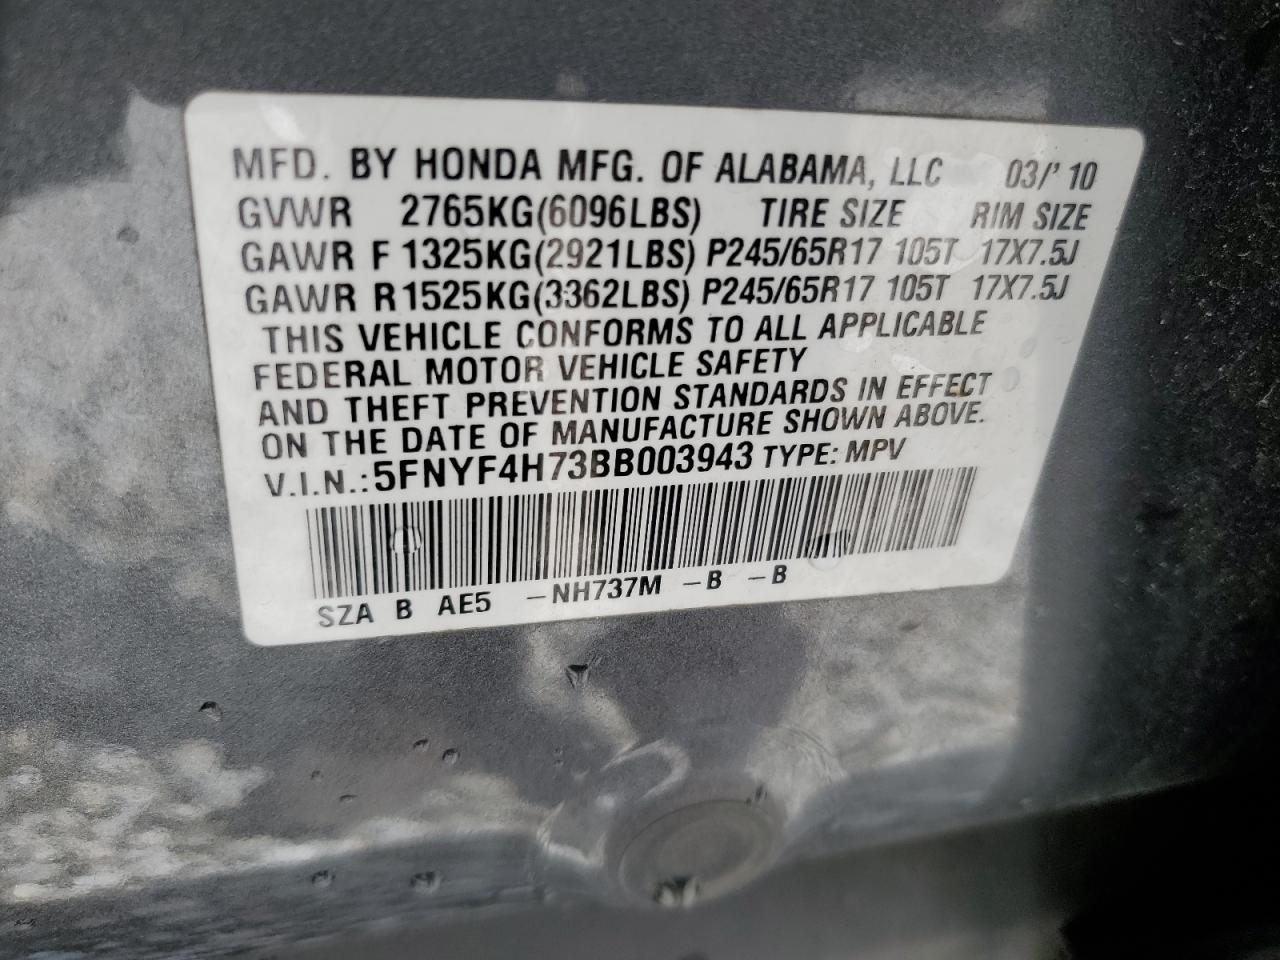 MFD. BY HONDA MFG. OF ALABAMA, LLC 03/'10
GVWR 2765KG(6096LBS) TIRE SIZE RIM SIZE
GAWR F 1325KG(2921LBS) P245/65R17 105T 17X7.5J
GAWR R 1525KG(3362LBS) P245/65R17 105T 17X7.5J
THIS VEHICLE CONFORMS TO ALL APPLICABLE
FEDERAL MOTOR VEHICLE SAFETY
AND THEFT PREVENTION STANDARDS IN EFFECT
ON THE DATE OF MANUFACTURE SHOWN ABOVE.
V.I.N.: 5FNYF4H73BB003943 TYPE: MPV
SZA B AE5 -NH737M -B -B